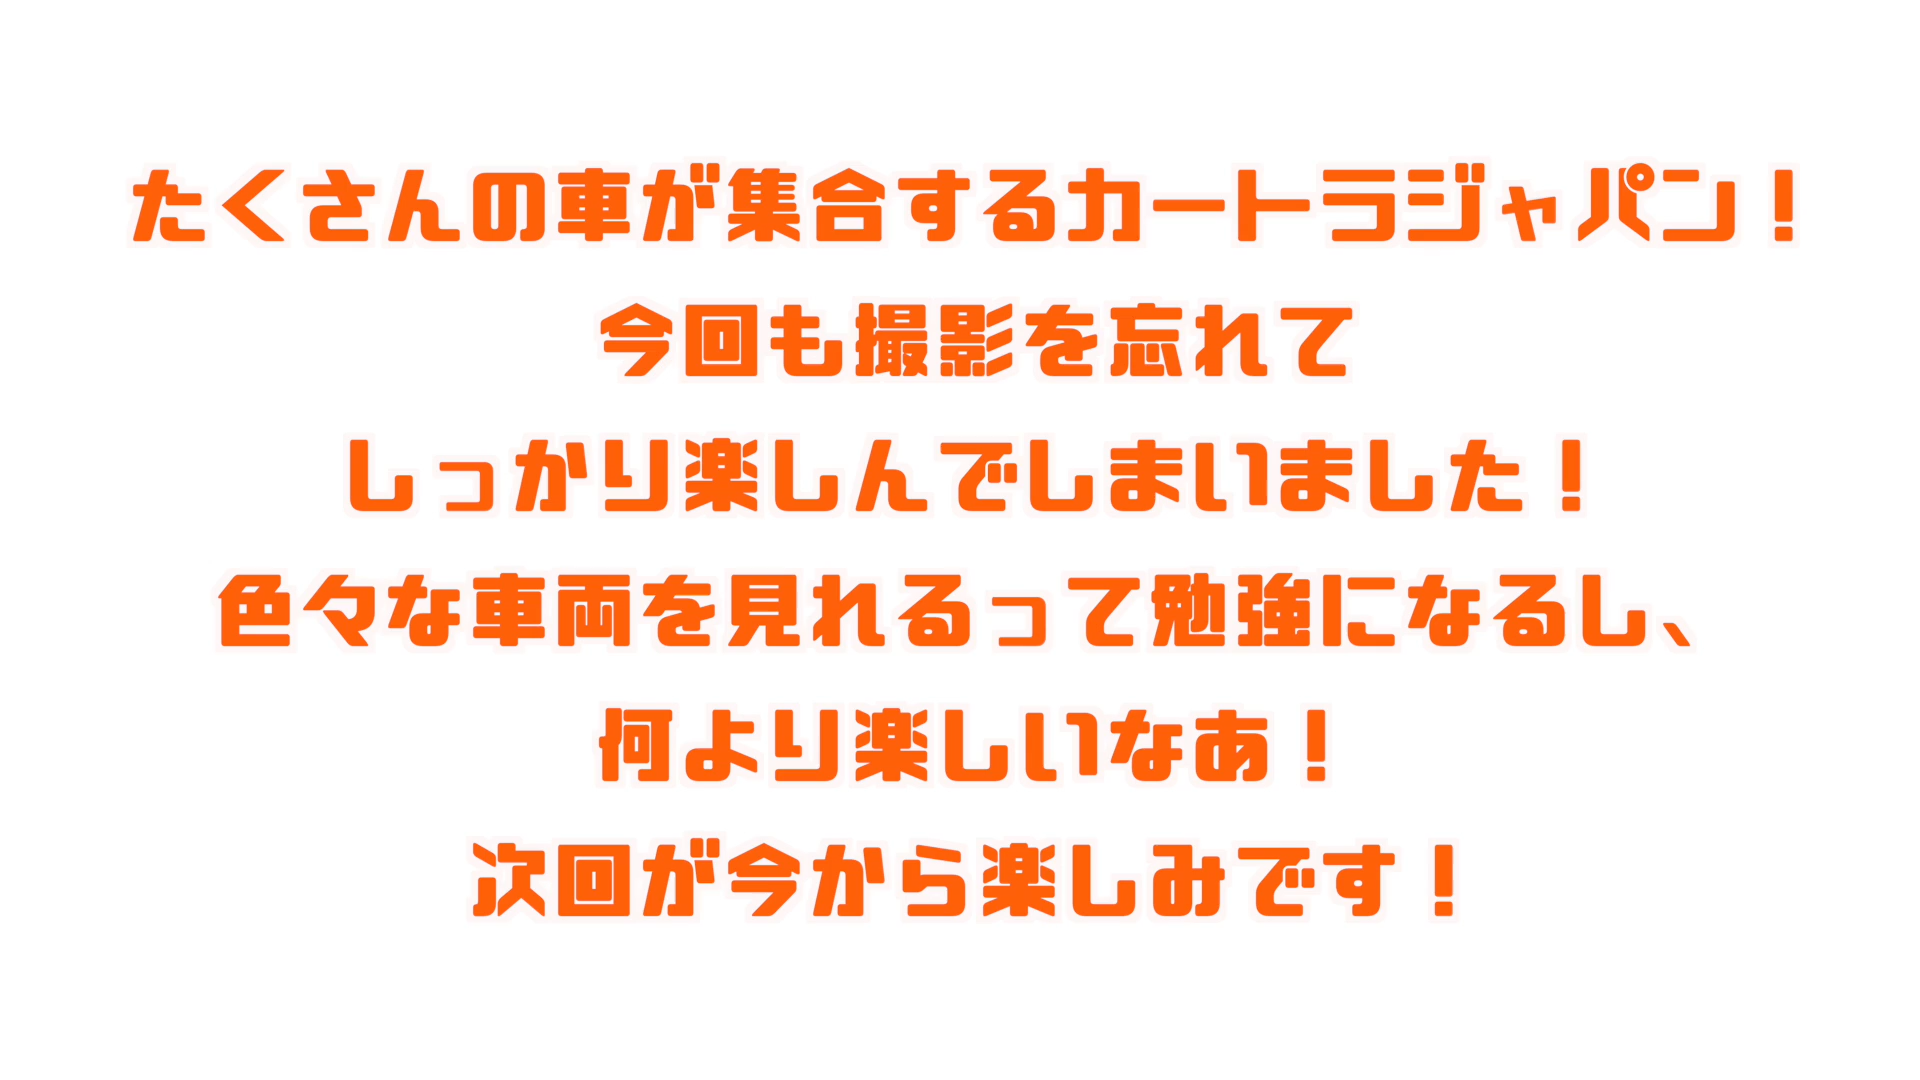 たくさんの車が集合するカートラジャパン！
今回も撮影を忘れて
しっかり楽しんでしまいました！
色々な車両を見れるって勉強になるし、
何より楽しいなあ！
次回が今から楽しみです！